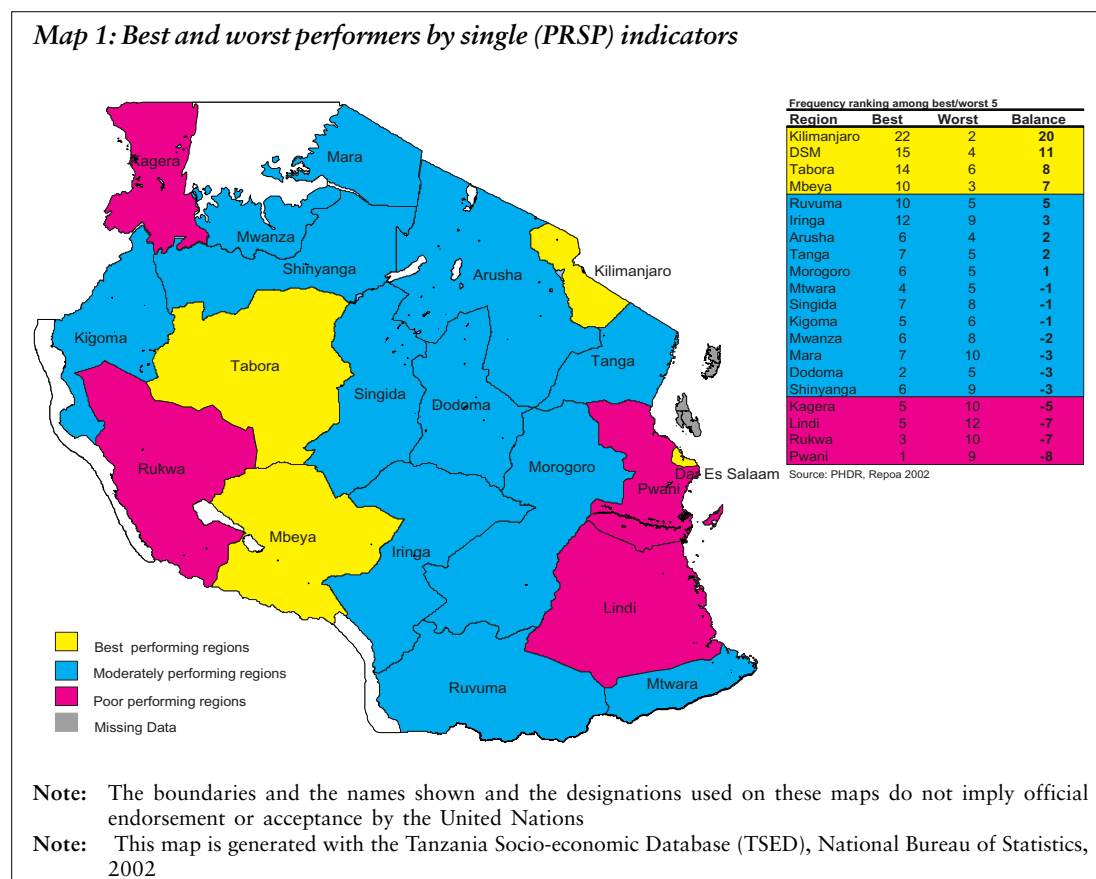 Map 1: Best and worst performers by single (PRSP) indicators
Frequency ranking among best/worst 5
Region Best Worst Balance
Kilimanjaro 22 2 20
DSM 15 4 11
Tabora 14 6 8
Mbeya 10 3 7
Ruvuma 10 5 5
Iringa 12 9 3
Arusha 6 4 2
Tanga 7 5 2
Morogoro 6 5 1
Mtwara 4 5 -1
Singida 7 8 -1
Kigoma 5 6 -1
Mwanza 6 8 -2
Mara 7 10 -3
Dodoma 2 5 -3
Shinyanga 6 9 -3
Kagera 5 10 -5
Lindi 5 12 -7
Rukwa 3 10 -7
Pwani 1 9 -8
Source: PHDR, Repoa 2002
Kagera
Mara
Mwanza
Shinyanga
Arusha
Kilimanjaro
Kigoma
Tabora
Tanga
Singida
Dodoma
Rukwa
Morogoro
Dar Es Salaam
Pwani
Mbeya
Iringa
Lindi
Ruvuma
Mtwara
Best performing regions
Moderately performing regions
Poor performing regions
Missing Data
Note: The boundaries and the names shown and the designations used on these maps do not imply official
endorsement or acceptance by the United Nations
Note: This map is generated with the Tanzania Socio-economic Database (TSED), National Bureau of Statistics,
2002